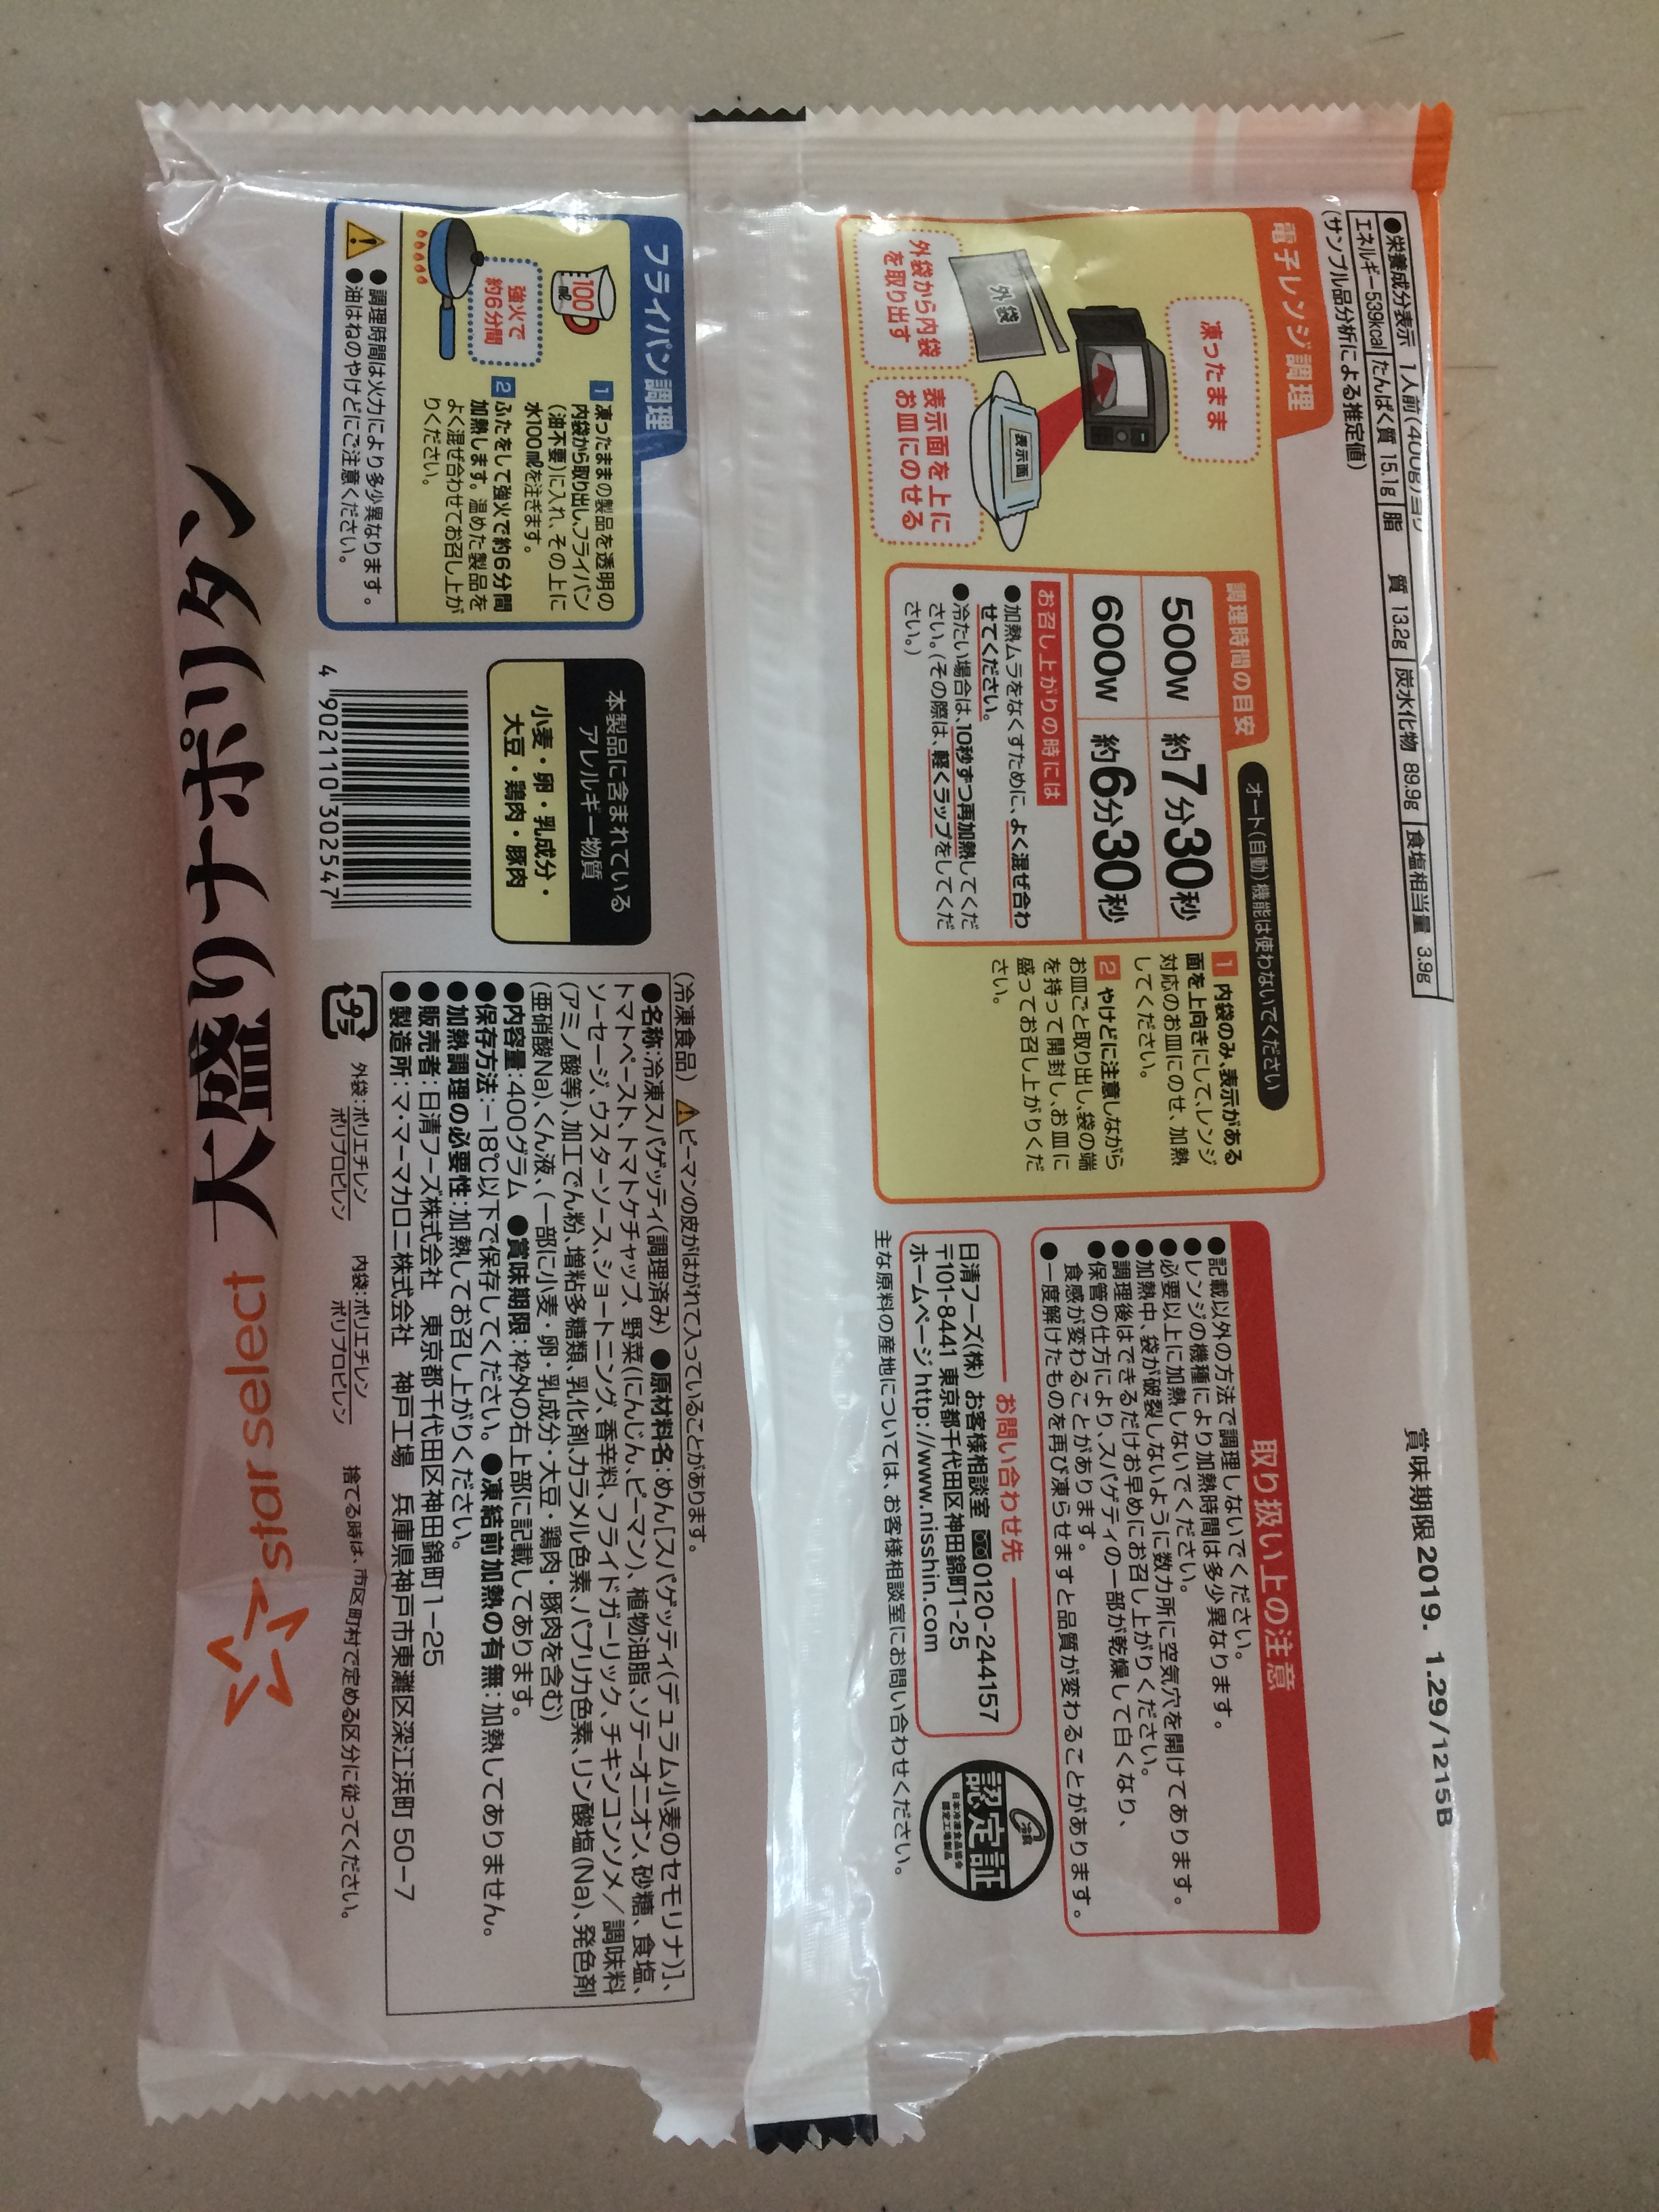 ●栄養成分表示 1人前(400g)当り
エネルギー539kcal たんぱく質 15.1g 脂 質 13.2g 炭水化物 89.9g 食塩相当量 3.9g
(サンプル品分析による推定値)
賞味期限2019. 1.29/1215B
電子レンジ調理
凍ったまま
外袋
外袋から内袋
を取り出す
表示面
表示面を上に
お皿にのせる
調理時間の目安
オート(自動)機能は使わないでください
500W 約7分30秒
600W 約6分30秒
お召し上がりの時には
●加熱ムラをなくすために、よく混ぜ合わ
せてください。
●冷たい場合は、10秒ずつ再加熱してくだ
さい。(その際は、軽くラップをしてくだ
さい。)
1 内袋のみ、表示がある
面を上向きにして、レンジ
対応のお皿にのせ、加熱
してください。
2 やけどに注意しながら
お皿ごと取り出し、袋の端
を持って開封し、お皿に
盛ってお召し上がりくだ
さい。
取り扱い上の注意
●記載以外の方法で調理しないでください。
●レンジの機種により加熱時間は多少異なります。
●必要以上に加熱しないでください。
●加熱中、袋が破裂しないように数カ所に空気穴を開けてあります。
●調理後はできるだけお早めにお召し上がりください。
●保管の仕方により、スパゲティの一部が乾燥して白くなり、
食感が変わることがあります。
●一度解けたものを再び凍らせますと品質が変わることがあります。
お問い合わせ先
日清フーズ(株) お客様相談室 0120-244157
〒101-8441 東京都千代田区神田錦町1-25
ホームページ http://www.nisshin.com
主な原料の産地については、お客様相談室にお問い合わせください。
冷食
認定証
日本冷凍食品協会
認定工場製品
フライパン調理
100㎖
強火で
約6分間
1 凍ったままの製品を透明の
内袋から取り出し、フライパン
(油不要)に入れ、その上に
水100㎖を注ぎます。
2 ふたをして強火で約6分間
加熱します。温めた製品を
よく混ぜ合わせてお召し上が
りください。
●調理時間は火力により多少異なります。
●油はねのやけどにご注意ください。
本製品に含まれている
アレルギー物質
小麦・卵・乳成分・
大豆・鶏肉・豚肉
4 902110 302547
(冷凍食品) ピーマンの皮がはがれて入っていることがあります。
●名称:冷凍スパゲッティ(調理済み) ●原材料名:めん[スパゲッティ(デュラム小麦のセモリナ)]、
トマトペースト、トマトケチャップ、野菜(にんじん、ピーマン)、植物油脂、ソテーオニオン、砂糖、食塩、
ソーセージ、ウスターソース、ショートニング、香辛料、フライドガーリック、チキンコンソメ/調味料
(アミノ酸等)、加工でん粉、増粘多糖類、乳化剤、カラメル色素、パプリカ色素、リン酸塩(Na)、発色剤
(亜硝酸Na)、くん液、(一部に小麦・卵・乳成分・大豆・鶏肉・豚肉を含む)
●内容量:400グラム ●賞味期限:枠外の右上部に記載してあります。
●保存方法:-18℃以下で保存してください。 ●凍結前加熱の有無:加熱してありません。
●加熱調理の必要性:加熱してお召し上がりください。
●販売者:日清フーズ株式会社 東京都千代田区神田錦町1-25
●製造所:マ・マーマカロニ株式会社 神戸工場 兵庫県神戸市東灘区深江浜町50-7
プラ
外袋:ポリエチレン
ポリプロピレン
内袋:ポリエチレン
ポリプロピレン
捨てる時は、市区町村で定める区分に従ってください。
大盛りナポリタン
starselect